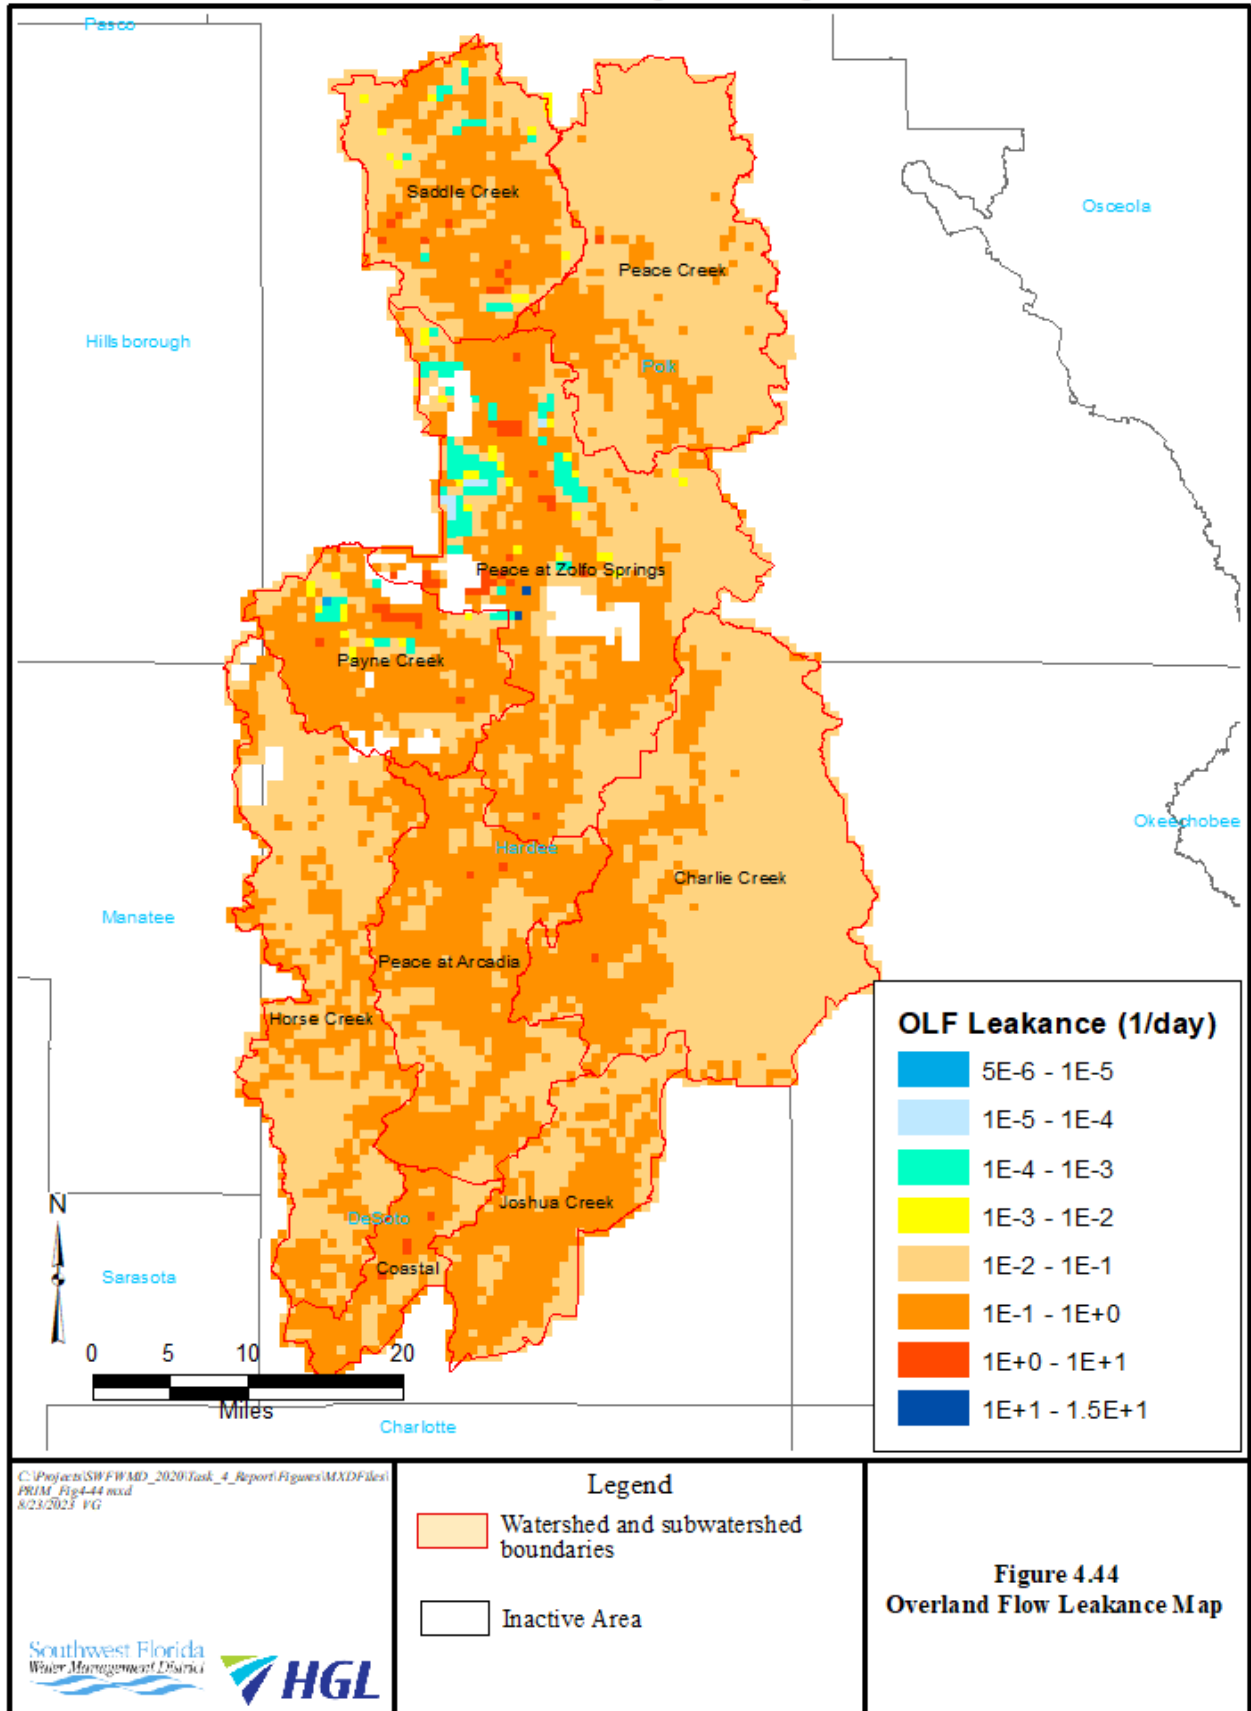 Pasco
Osceola
Saddle Creek
Peace Creek
Hillsborough
Polk
Peace at Zolfo Springs
Payne Creek
Okeechobee
Hardee
Charlie Creek
Manatee
Peace at Arcadia
Horse Creek
OLF Leakance (1/day)
5E-6 - 1E-5
1E-5 - 1E-4
1E-4 - 1E-3
1E-3 - 1E-2
1E-2 - 1E-1
1E-1 - 1E+0
1E+0 - 1E+1
1E+1 - 1.5E+1
N
Joshua Creek
DeSoto
Sarasota
Coastal
0 5 10 20
Miles
Charlotte
C:\Projects\SWFWMD_2020\Task_4_Report\Figures\MXDFiles\
PRIM_Fig4-44 mxd
8/23/2023 VG
Southwest Florida
Water Management District
HGL
Legend
Watershed and subwatershed
boundaries
Inactive Area
Figure 4.44
Overland Flow Leakance Map